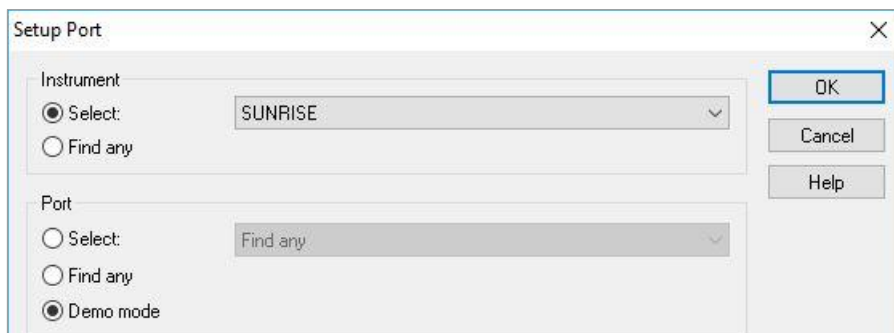 Setup Port
Instrument
Select: SUNRISE
Find any
OK
Cancel
Help
Port
Select: Find any
Find any
Demo mode